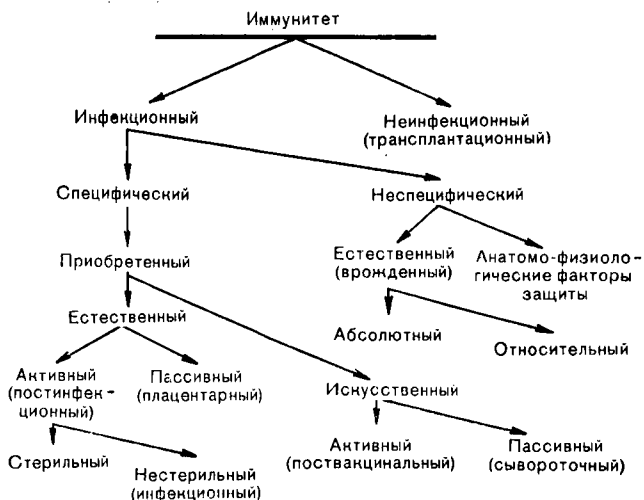 Иммунитет
Инфекционный
Неинфекционный
(трансплантационный)
Специфический
Неспецифический
Приобретенный
Естественный
(врожденный)
Анатомо-физиоло-
гические факторы
защиты
Естественный
Абсолютный
Относительный
Активный
(постинфек-
ционный)
Пассивный
(плацентарный)
Искусственный
Стерильный
Нестерильный
(инфекционный)
Активный
(поствакцинальный)
Пассивный
(сывороточный)